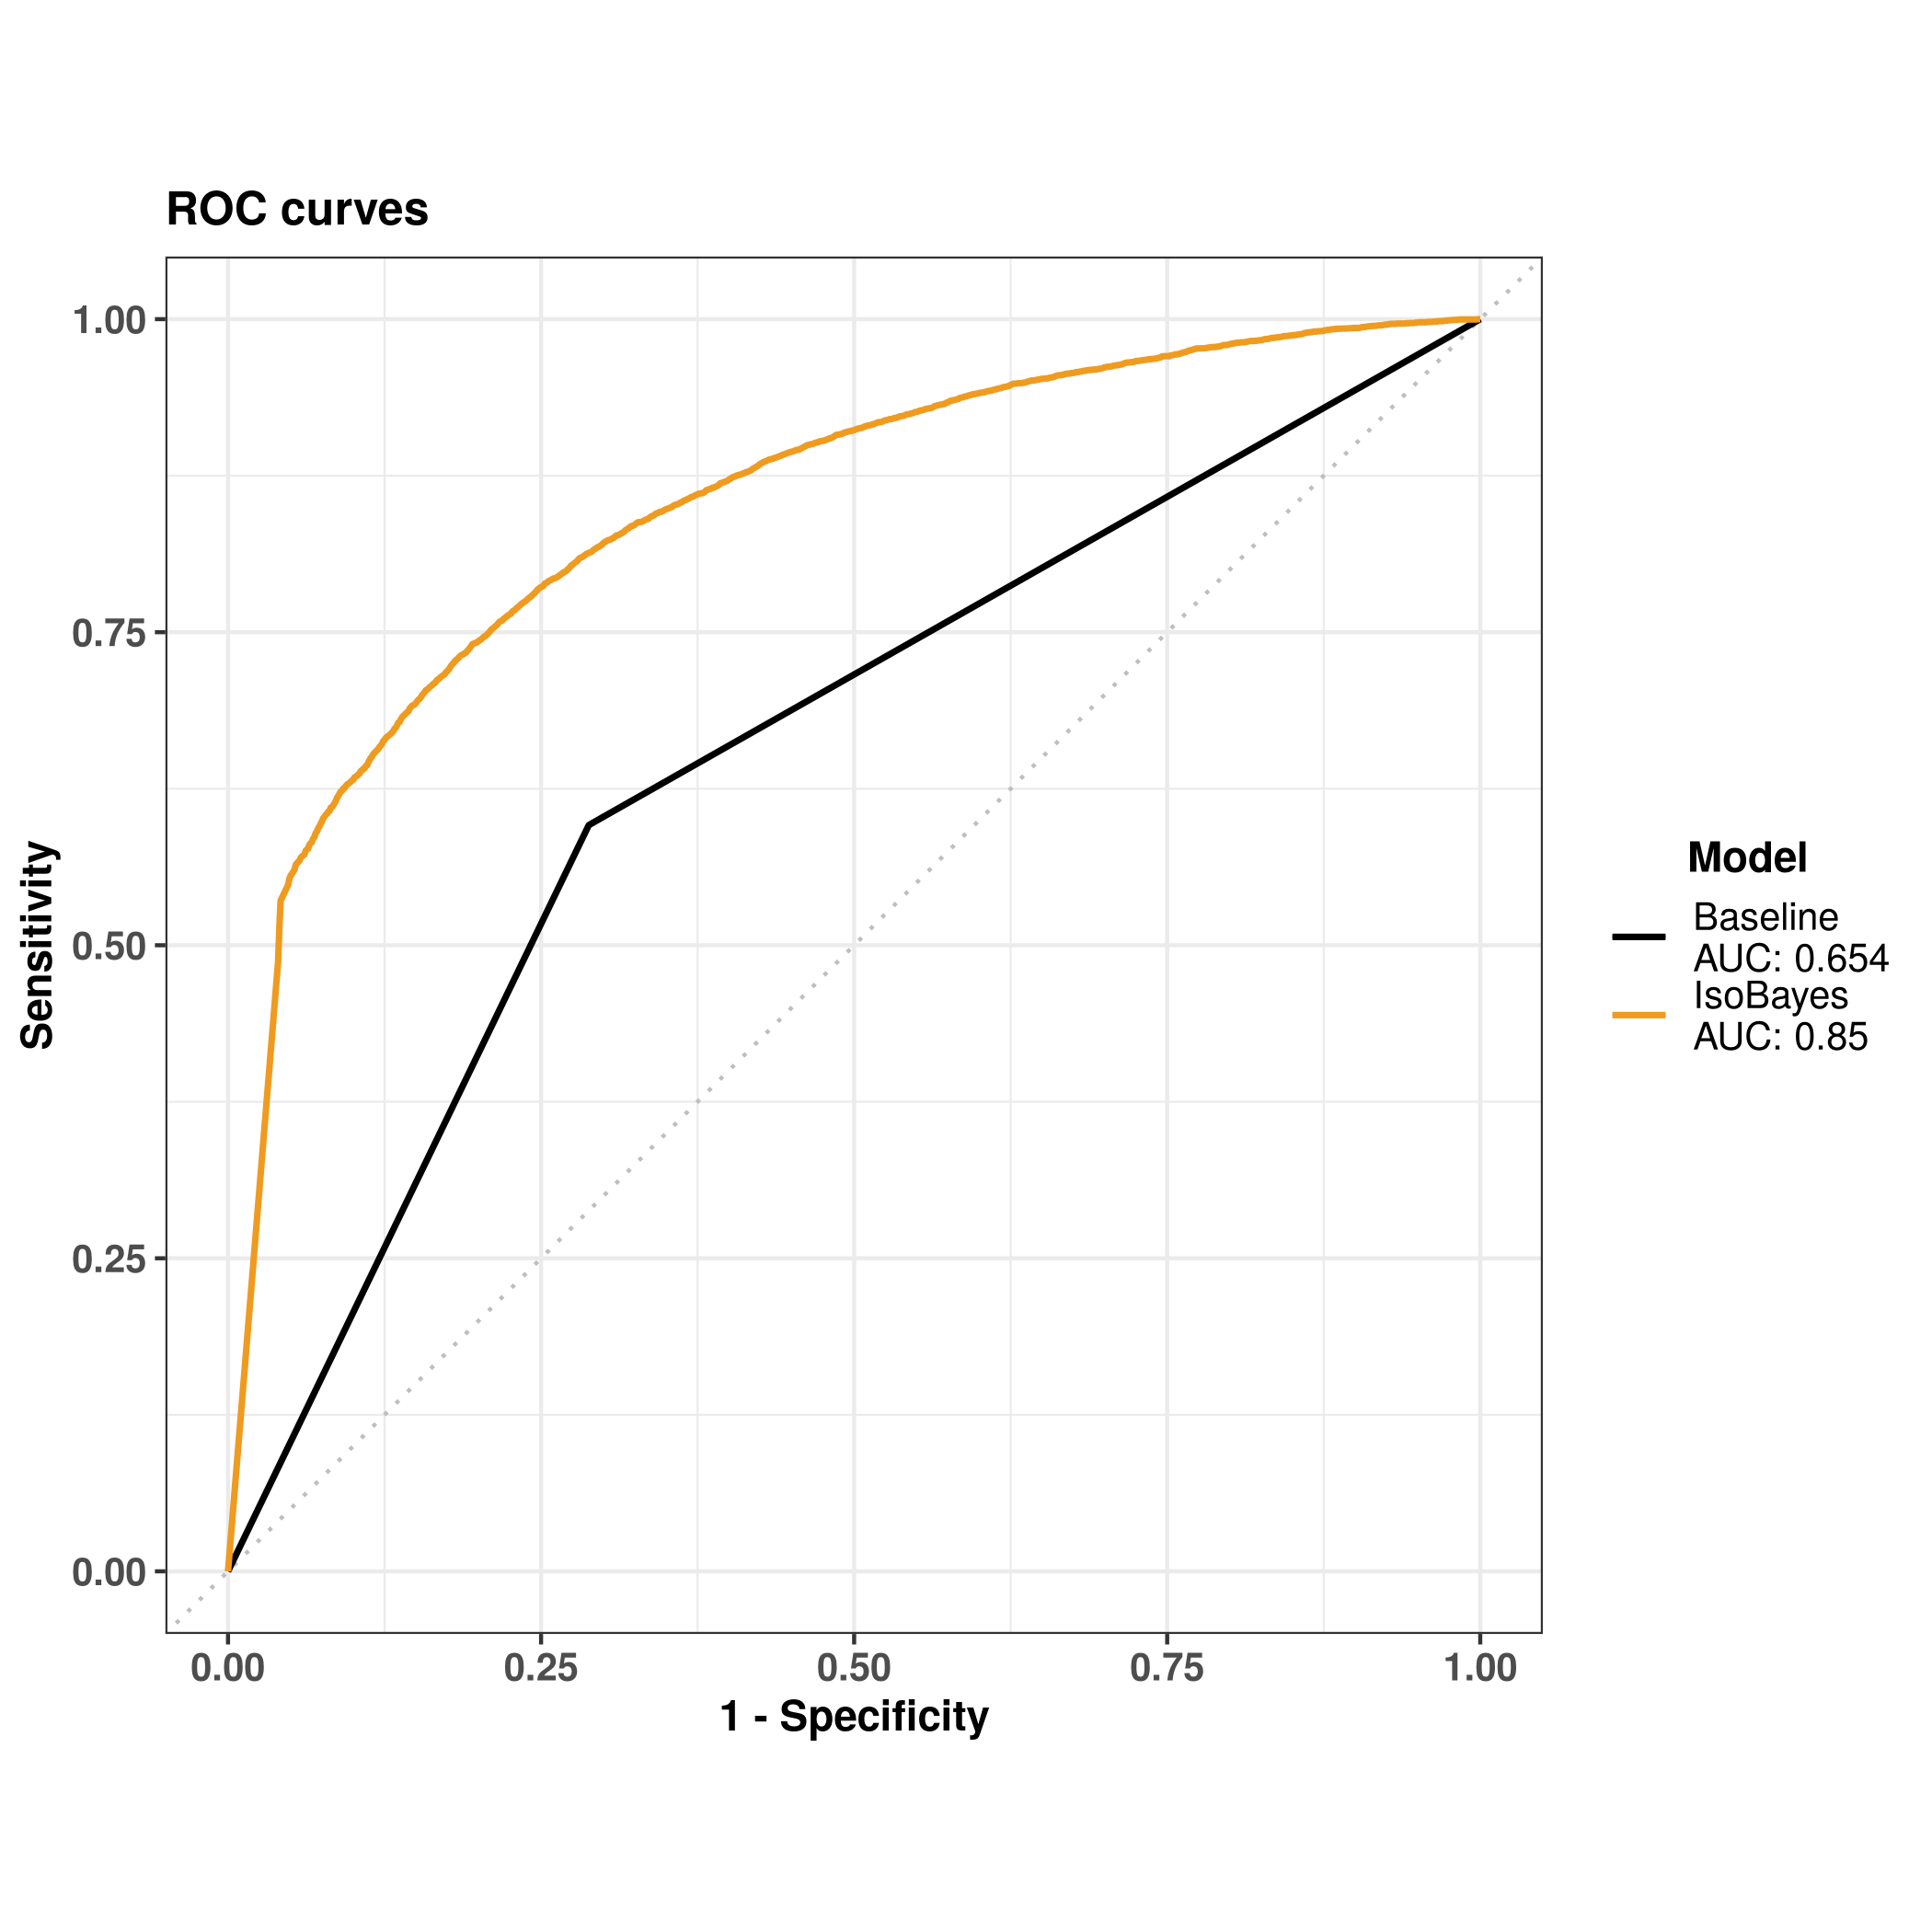 ROC curves
1.00
0.75
0.50
0.25
0.00
Sensitivity
0.00 0.25 0.50 0.75 1.00
1 - Specificity
Model
Baseline
AUC: 0.654
IsoBayes
AUC: 0.85